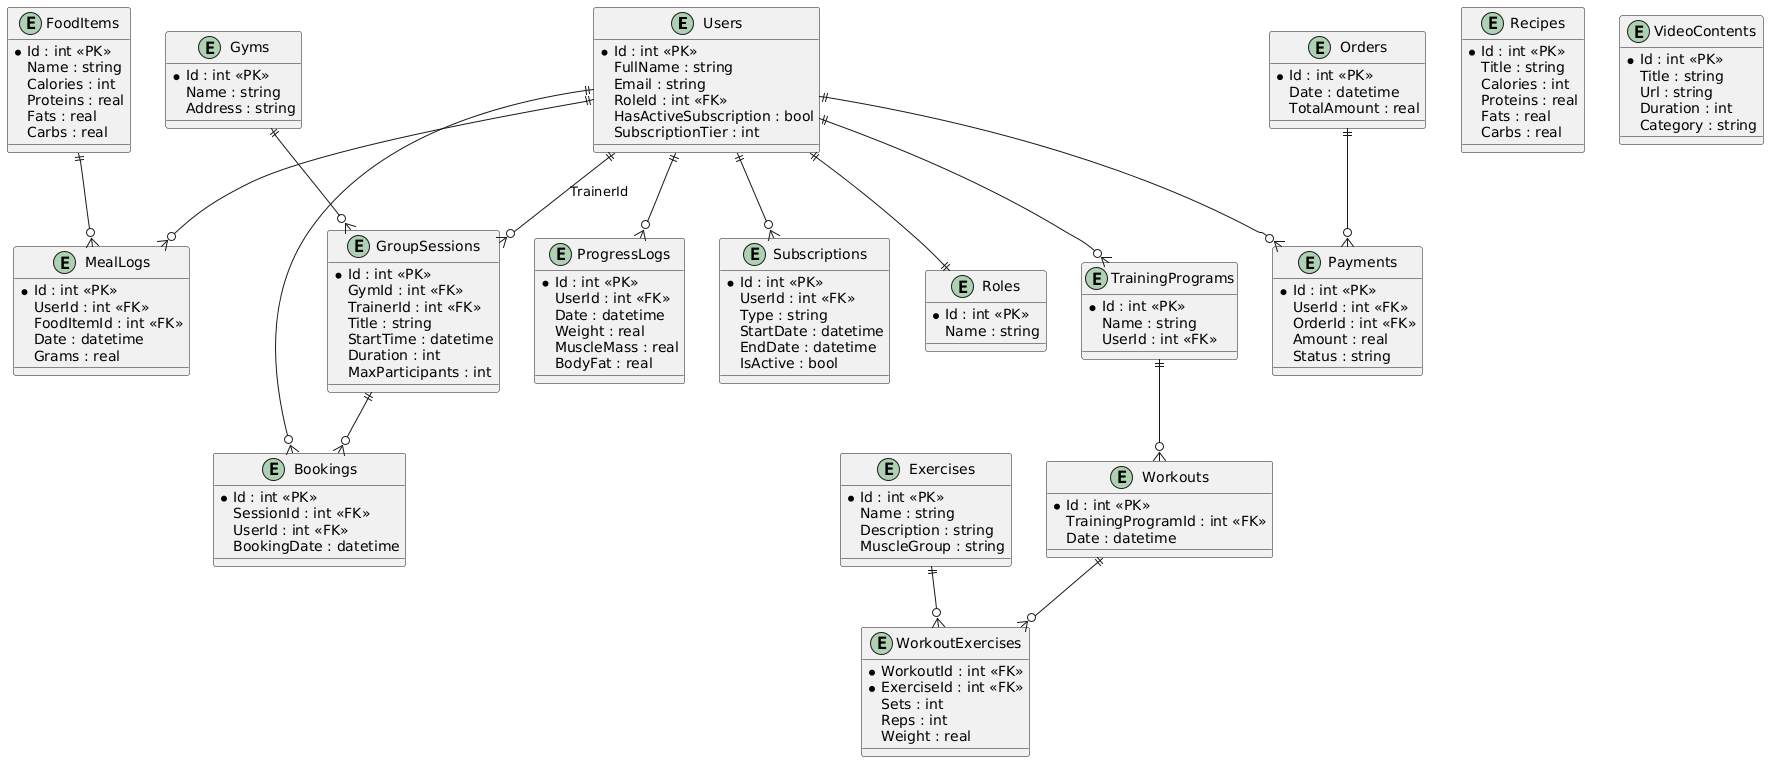 E FoodItems
Id : int «PK»
Name : string
Calories : int
Proteins : real
Fats : real
Carbs : real
E Gyms
Id : int «PK»
Name : string
Address : string
E Users
Id : int «PK»
FullName : string
Email : string
RoleId : int «FK»
HasActiveSubscription : bool
SubscriptionTier : int
E Orders
Id : int «PK»
Date : datetime
TotalAmount : real
E Recipes
Id : int «PK»
Title : string
Calories : int
Proteins : real
Fats : real
Carbs : real
E VideoContents
Id : int «PK»
Title : string
Url : string
Duration : int
Category : string
TrainerId
E MealLogs
Id : int «PK»
UserId : int «FK»
FoodItemId : int «FK»
Date : datetime
Grams : real
E GroupSessions
Id : int «PK»
GymId : int «FK»
TrainerId : int «FK»
Title : string
StartTime : datetime
Duration : int
MaxParticipants : int
E ProgressLogs
Id : int «PK»
UserId : int «FK»
Date : datetime
Weight : real
MuscleMass : real
BodyFat : real
E Subscriptions
Id : int «PK»
UserId : int «FK»
Type : string
StartDate : datetime
EndDate : datetime
IsActive : bool
E Roles
Id : int «PK»
Name : string
E TrainingPrograms
Id : int «PK»
Name : string
UserId : int «FK»
E Payments
Id : int «PK»
UserId : int «FK»
OrderId : int «FK»
Amount : real
Status : string
E Bookings
Id : int «PK»
SessionId : int «FK»
UserId : int «FK»
BookingDate : datetime
E Exercises
Id : int «PK»
Name : string
Description : string
MuscleGroup : string
E Workouts
Id : int «PK»
TrainingProgramId : int «FK»
Date : datetime
E WorkoutExercises
WorkoutId : int «FK»
ExerciseId : int «FK»
Sets : int
Reps : int
Weight : real